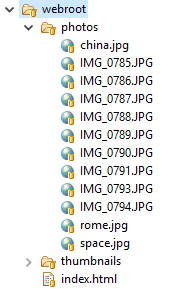 webroot
photos
china.jpg
IMG_0785.JPG
IMG_0786.JPG
IMG_0787.JPG
IMG_0788.JPG
IMG_0789.JPG
IMG_0790.JPG
IMG_0791.JPG
IMG_0793.JPG
IMG_0794.JPG
rome.jpg
space.jpg
thumbnails
index.html